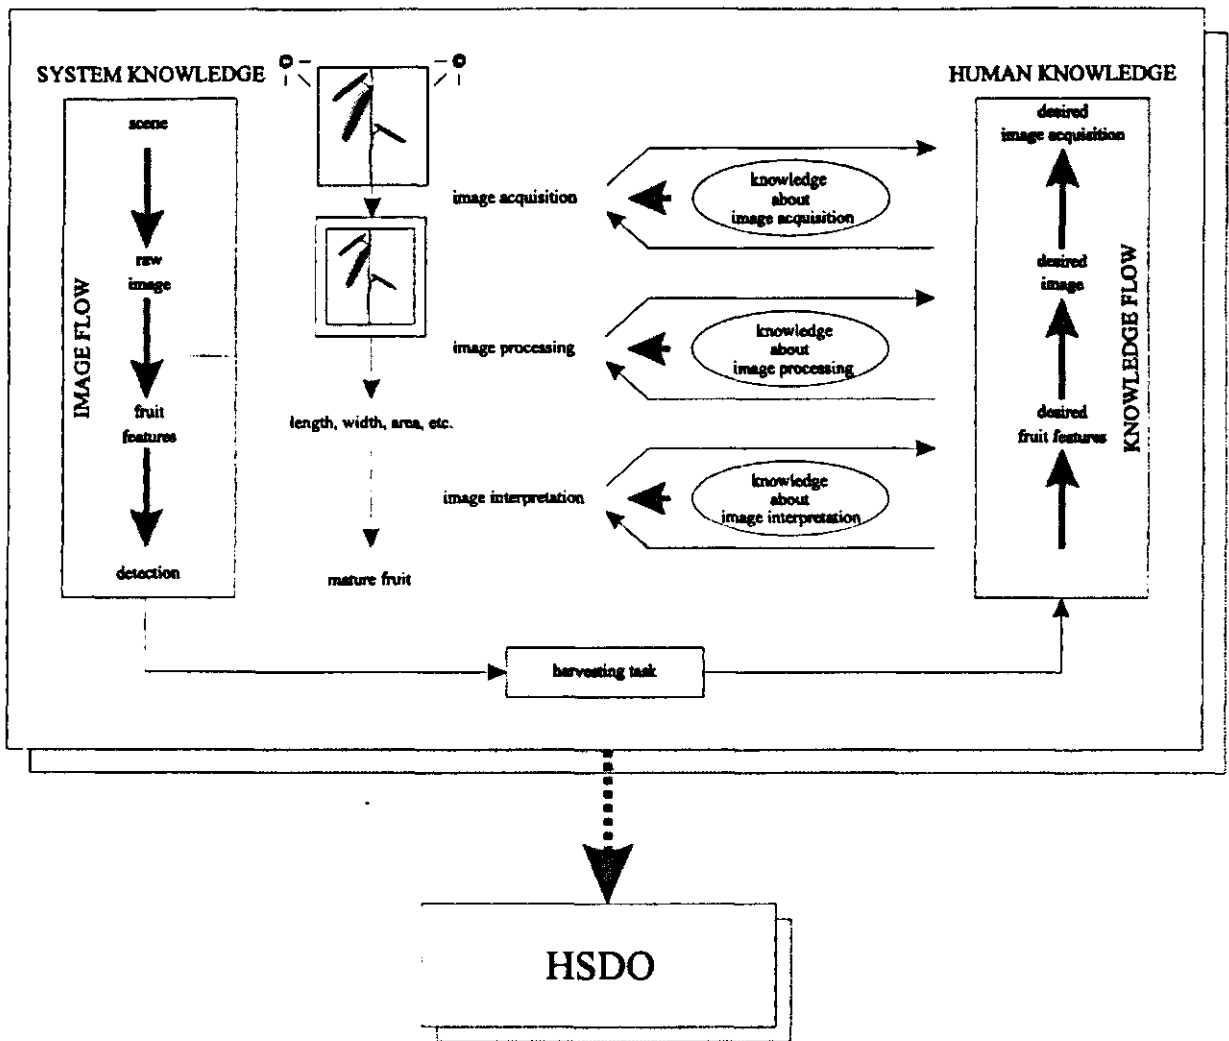 SYSTEM KNOWLEDGE
scene
raw
image
fruit
features
detection
IMAGE FLOW
length, width, area, etc.
mature fruit
image acquisition
image processing
image interpretation
knowledge
about
image acquisition
knowledge
about
image processing
knowledge
about
image interpretation
HUMAN KNOWLEDGE
desired
image acquisition
desired
image
desired
fruit features
KNOWLEDGE FLOW
harvesting task
HSDO